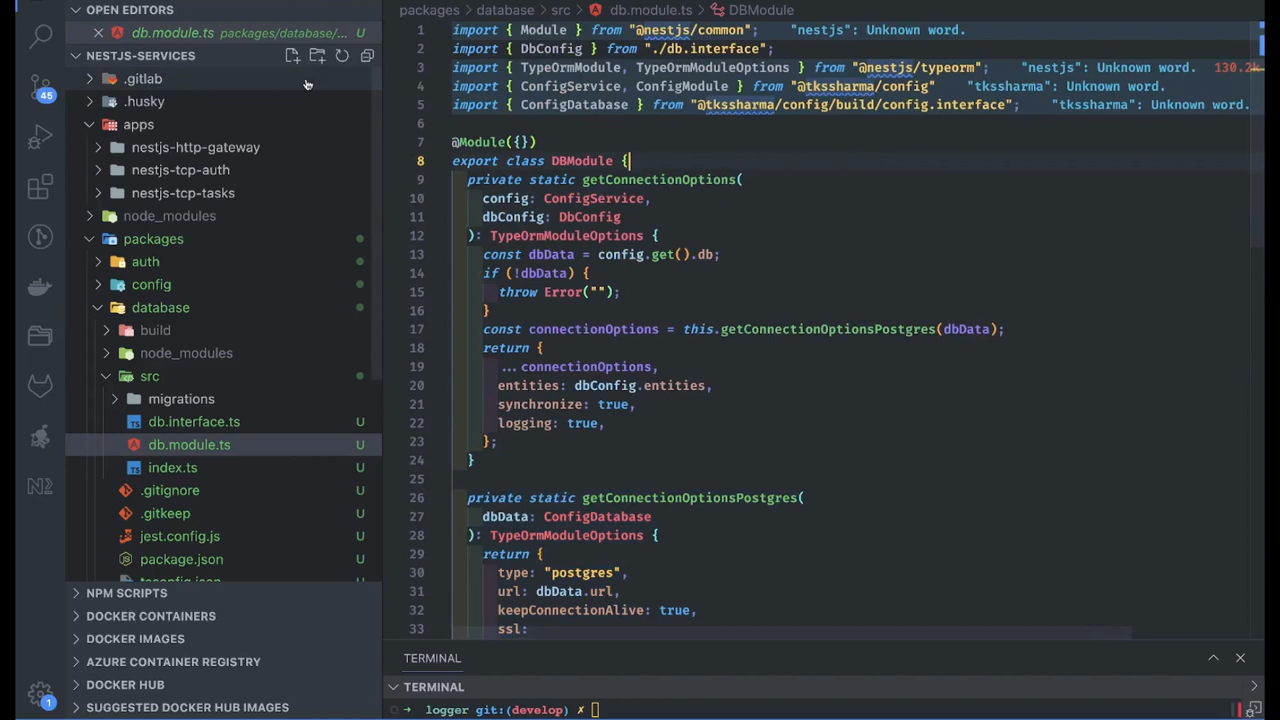 OPEN EDITORS
db.module.ts packages/database/...
NESTJS-SERVICES
.gitlab
.husky
apps
nestjs-http-gateway
nestjs-tcp-auth
nestjs-tcp-tasks
node_modules
packages
auth
config
database
build
node_modules
src
migrations
db.interface.ts U
db.module.ts U
index.ts U
.gitignore U
.gitkeep U
jest.config.js U
package.json U
tsconfig.json
NPM SCRIPTS
DOCKER CONTAINERS
DOCKER IMAGES
AZURE CONTAINER REGISTRY
DOCKER HUB
SUGGESTED DOCKER HUB IMAGES
45
1
packages > database > src > db.module.ts > DBModule
1 import { Module } from "@nestjs/common"; "nestjs": Unknown word.
2 import { DbConfig } from "./db.interface";
3 import { TypeOrmModule, TypeOrmModuleOptions } from "@nestjs/typeorm"; "nestjs": Unknown word. 130.2k
4 import { ConfigService, ConfigModule } from "@tkssharma/config" "tkssharma": Unknown word.
5 import { ConfigDatabase } from "@tkssharma/config/build/config.interface"; "tkssharma": Unknown word.
6
7 @Module({})
8 export class DBModule {
9 private static getConnectionOptions(
10 config: ConfigService,
11 dbConfig: DbConfig
12 ): TypeOrmModuleOptions {
13 const dbData = config.get().db;
14 if (!dbData) {
15 throw Error("");
16 }
17 const connectionOptions = this.getConnectionOptionsPostgres(dbData);
18 return {
19 ...connectionOptions,
20 entities: dbConfig.entities,
21 synchronize: true,
22 logging: true,
23 };
24 }
25
26 private static getConnectionOptionsPostgres(
27 dbData: ConfigDatabase
28 ): TypeOrmModuleOptions {
29 return {
30 type: "postgres",
31 url: dbData.url,
32 keepConnectionAlive: true,
33 ssl:
TERMINAL
TERMINAL
→ logger git:(develop) ✗